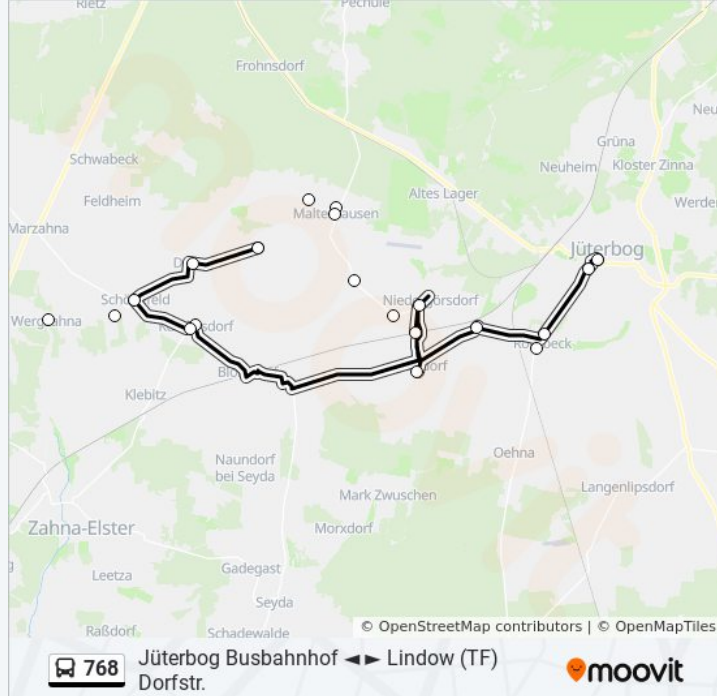 Rietz
Pechüle
Frohnsdorf
Neu
Grüna
Schwabeck
Neuheim
Kloster Zinna
Feldheim
Altes Lager
Werder
Marzahna
Jüterbog
Niedergörsdorf
Klebitz
Oehna
Naundorf
bei Seyda
Langenlipsdorf
Mark Zwuschen
Zahna-Elster
Morxdorf
Gadegast
Leetza
Seyda
Raßdorf
Schadewalde
© OpenStreetMap contributors | © OpenMapTiles
768
Jüterbog Busbahnhof ◄► Lindow (TF)
Dorfstr.
moovit